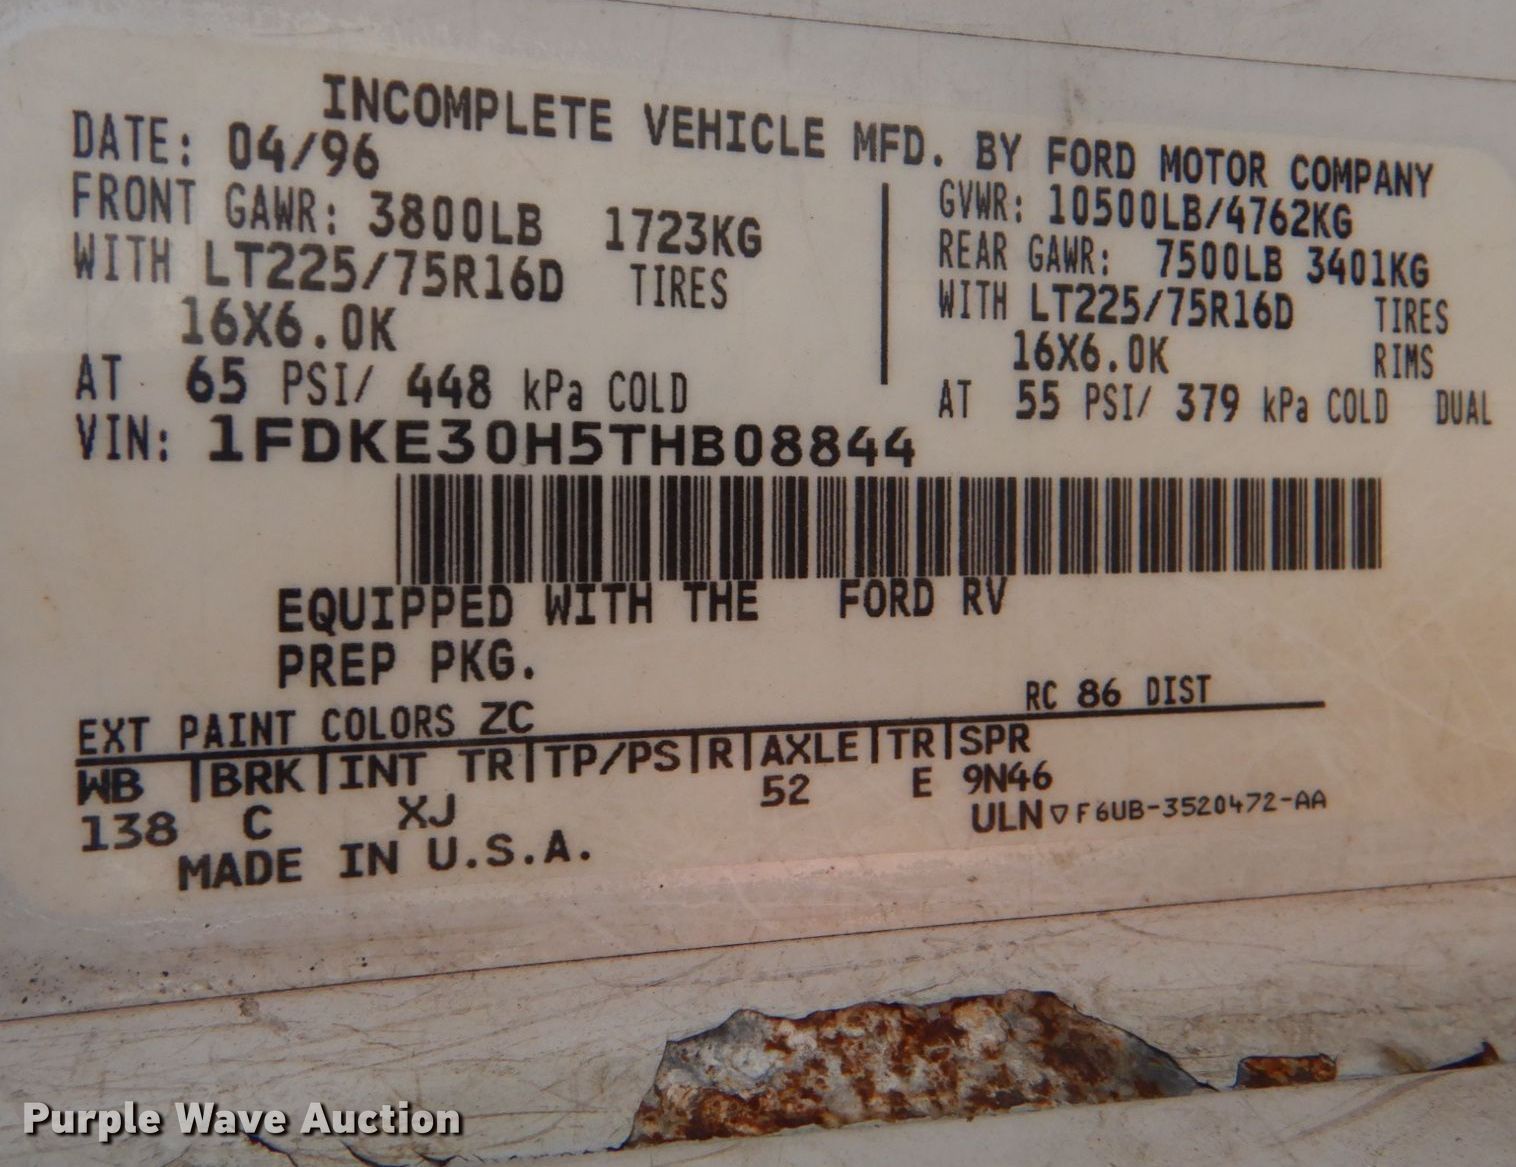 INCOMPLETE VEHICLE MFD. BY FORD MOTOR COMPANY
DATE: 04/96
GVWR: 10500LB/4762KG
FRONT GAWR: 3800LB 1723KG
REAR GAWR: 7500LB 3401KG
WITH LT225/75R16D TIRES
WITH LT225/75R16D TIRES
16X6.0K
16X6.0K RIMS
AT 65 PSI/ 448 kPa COLD
AT 55 PSI/ 379 kPa COLD DUAL
VIN: 1FDKE30H5THB08844
EQUIPPED WITH THE FORD RV
PREP PKG.
EXT PAINT COLORS ZC
RC 86 DIST
WB |BRK|INT TR|TP/PS|R|AXLE|TR|SPR
138 C XJ 52 E 9N46
MADE IN U.S.A.
ULN ▽ F6UB-3520472-AA
Purple Wave Auction